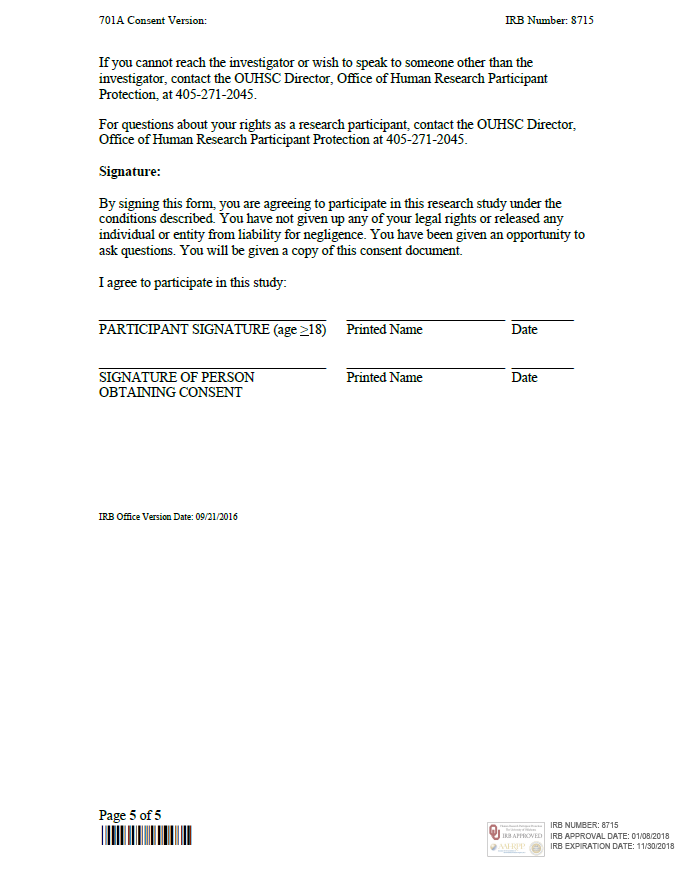 701A Consent Version: IRB Number: 8715
If you cannot reach the investigator or wish to speak to someone other than the
investigator, contact the OUHSC Director, Office of Human Research Participant
Protection, at 405-271-2045.
For questions about your rights as a research participant, contact the OUHSC Director,
Office of Human Research Participant Protection at 405-271-2045.
Signature:
By signing this form, you are agreeing to participate in this research study under the
conditions described. You have not given up any of your legal rights or released any
individual or entity from liability for negligence. You have been given an opportunity to
ask questions. You will be given a copy of this consent document.
I agree to participate in this study:
PARTICIPANT SIGNATURE (age ≥18) Printed Name Date
SIGNATURE OF PERSON Printed Name Date
OBTAINING CONSENT
IRB Office Version Date: 09/21/2016
Page 5 of 5
IRB APPROVED
AAHRPP
IRB NUMBER: 8715
IRB APPROVAL DATE: 01/08/2018
IRB EXPIRATION DATE: 11/30/2018